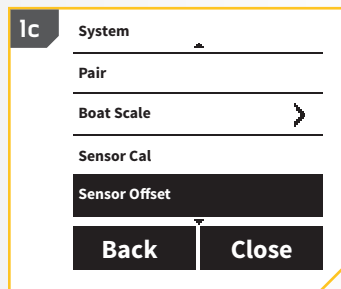 1c
System
Pair
Boat Scale
Sensor Cal
Sensor Offset
Back Close